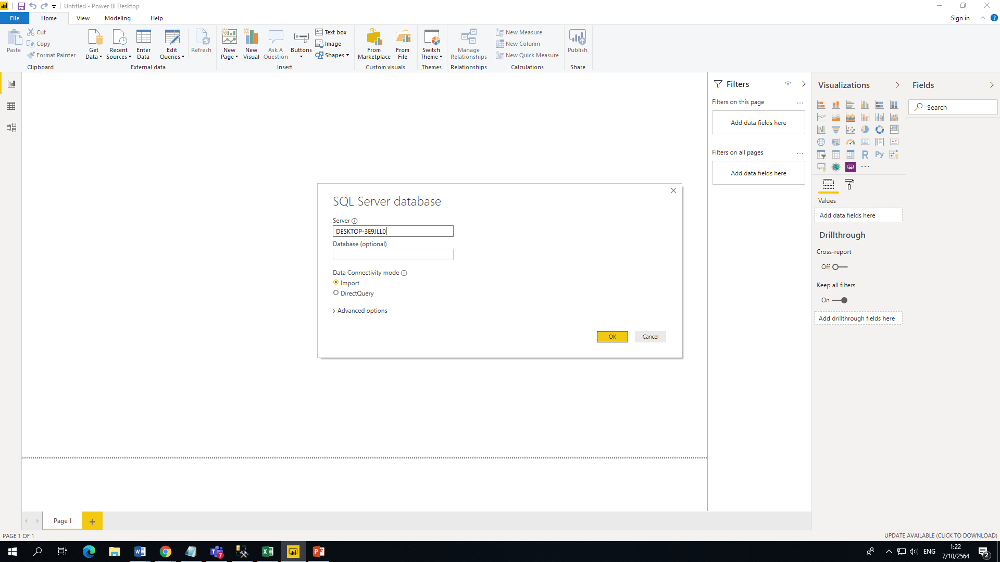 Untitled - Power BI Desktop
File
Home
View
Modeling
Help
Sign in
Paste
Cut
Copy
Format Painter
Clipboard
Get Data
Recent Sources
Enter Data
Edit Queries
Refresh
External data
New Page
New Visual
Ask A Question
Buttons
Text box
Image
Shapes
Insert
From Marketplace
From File
Custom visuals
Switch Theme
Themes
Manage Relationships
Relationships
New Measure
New Column
New Quick Measure
Calculations
Publish
Share
Filters
Filters on this page
Add data fields here
Filters on all pages
Add data fields here
Visualizations
R
Py
123
Values
Add data fields here
Drillthrough
Cross-report
Off
Keep all filters
On
Add drillthrough fields here
Fields
Search
SQL Server database
Server
DESKTOP-3E9JLL0
Database (optional)
Data Connectivity mode
Import
DirectQuery
Advanced options
OK
Cancel
Page 1
PAGE 1 OF 1
UPDATE AVAILABLE (CLICK TO DOWNLOAD)
7
ENG
1:22
7/10/2564
2